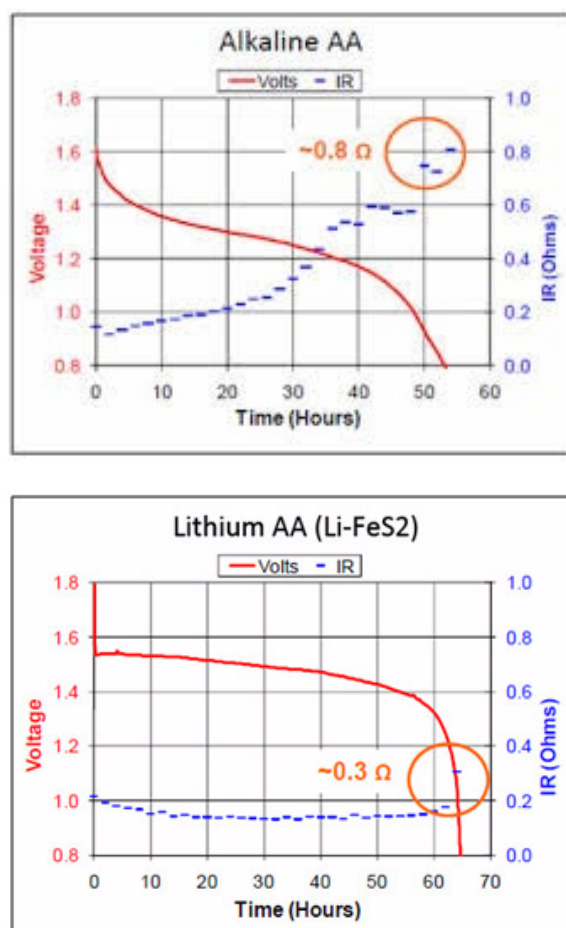 Alkaline AA
Volts IR
1.8
1.6
1.4
1.2
1.0
0.8
Voltage
~0.8 Ω
1.0
0.8
0.6
0.4
0.2
0.0
IR (Ohms)
0 10 20 30 40 50 60
Time (Hours)
Lithium AA (Li-FeS2)
Volts IR
1.8
1.6
1.4
1.2
1.0
0.8
Voltage
~0.3 Ω
1.0
0.8
0.6
0.4
0.2
0.0
IR (Ohms)
0 10 20 30 40 50 60 70
Time (Hours)